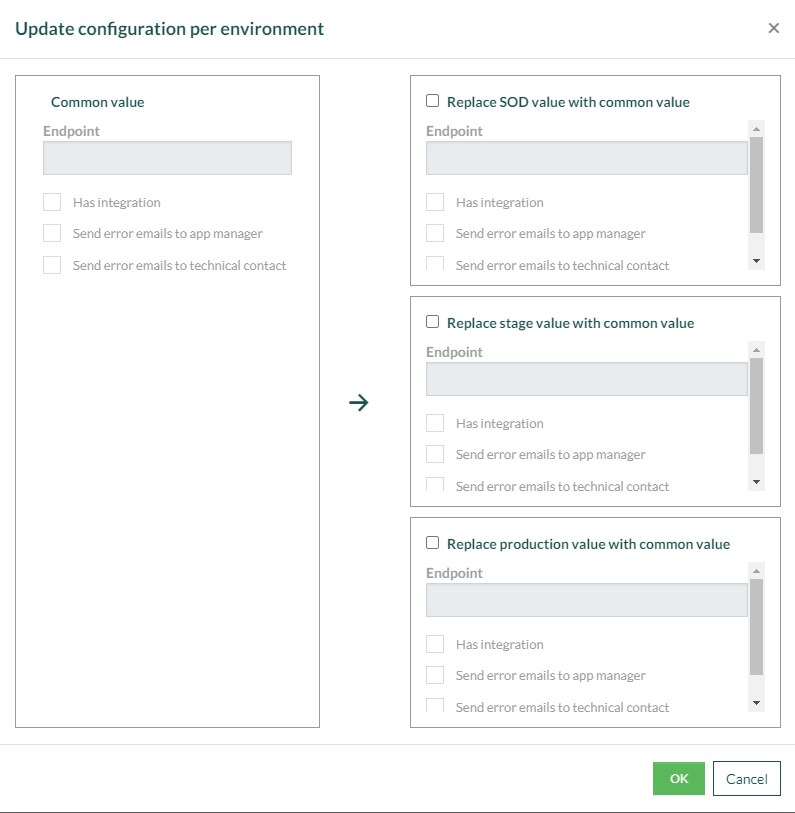 Update configuration per environment
×
Common value
Endpoint
Has integration
Send error emails to app manager
Send error emails to technical contact
Replace SOD value with common value
Endpoint
Has integration
Send error emails to app manager
Send error emails to technical contact
Replace stage value with common value
Endpoint
Has integration
Send error emails to app manager
Send error emails to technical contact
Replace production value with common value
Endpoint
Has integration
Send error emails to app manager
Send error emails to technical contact
OK
Cancel